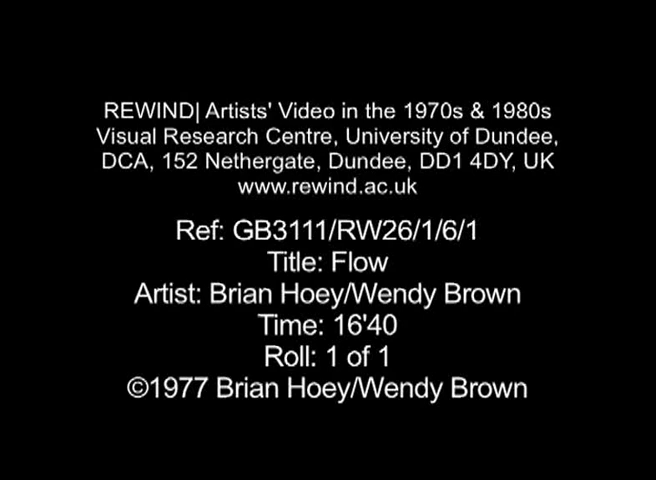 REWIND| Artists' Video in the 1970s & 1980s
Visual Research Centre, University of Dundee,
DCA, 152 Nethergate, Dundee, DD1 4DY, UK
www.rewind.ac.uk
Ref: GB3111/RW26/1/6/1
Title: Flow
Artist: Brian Hoey/Wendy Brown
Time: 16'40
Roll: 1 of 1
©1977 Brian Hoey/Wendy Brown